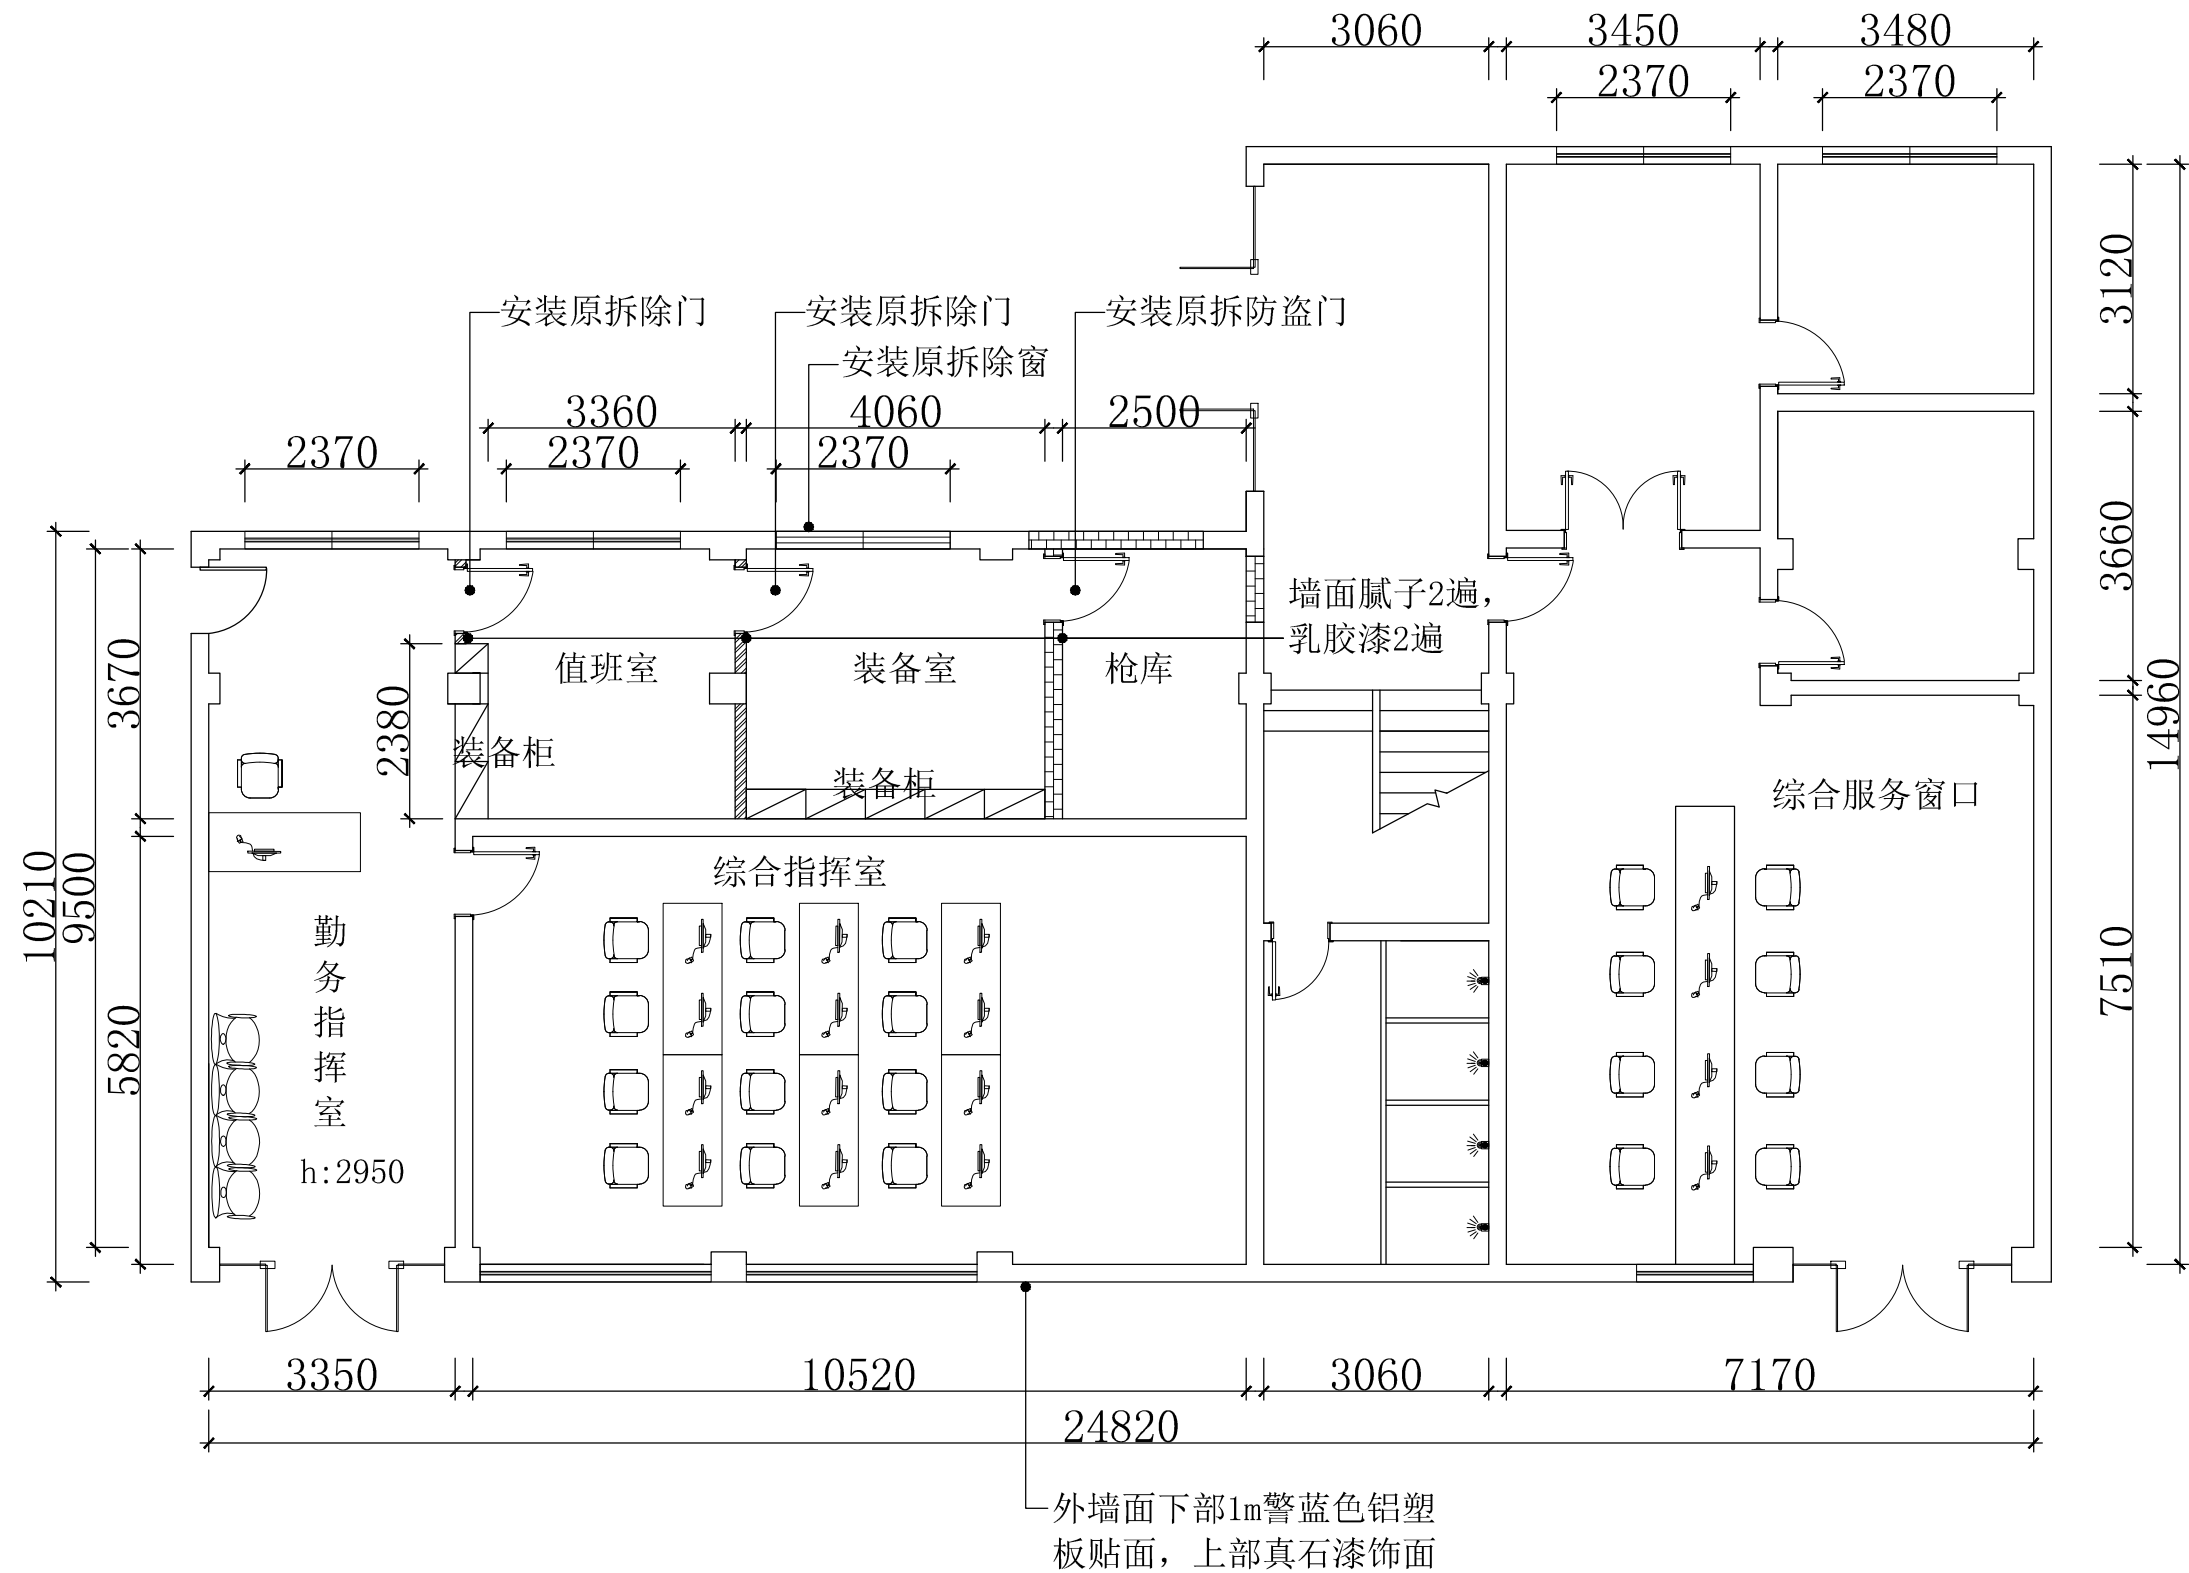 3060
3450
3480
2370
2370
3120
安装原拆除门
安装原拆除门
安装原拆防盗门
安装原拆除窗
3360
4060
2500
2370
2370
2370
3660
墙面腻子2遍，
乳胶漆2遍
3670
值班室
装备室
枪库
2380
14960
装备柜
装备柜
综合服务窗口
10210
9500
综合指挥室
勤
务
指
挥
室
h:2950
5820
7510
3350
10520
3060
7170
24820
外墙面下部1m警蓝色铝塑
板贴面，上部真石漆饰面